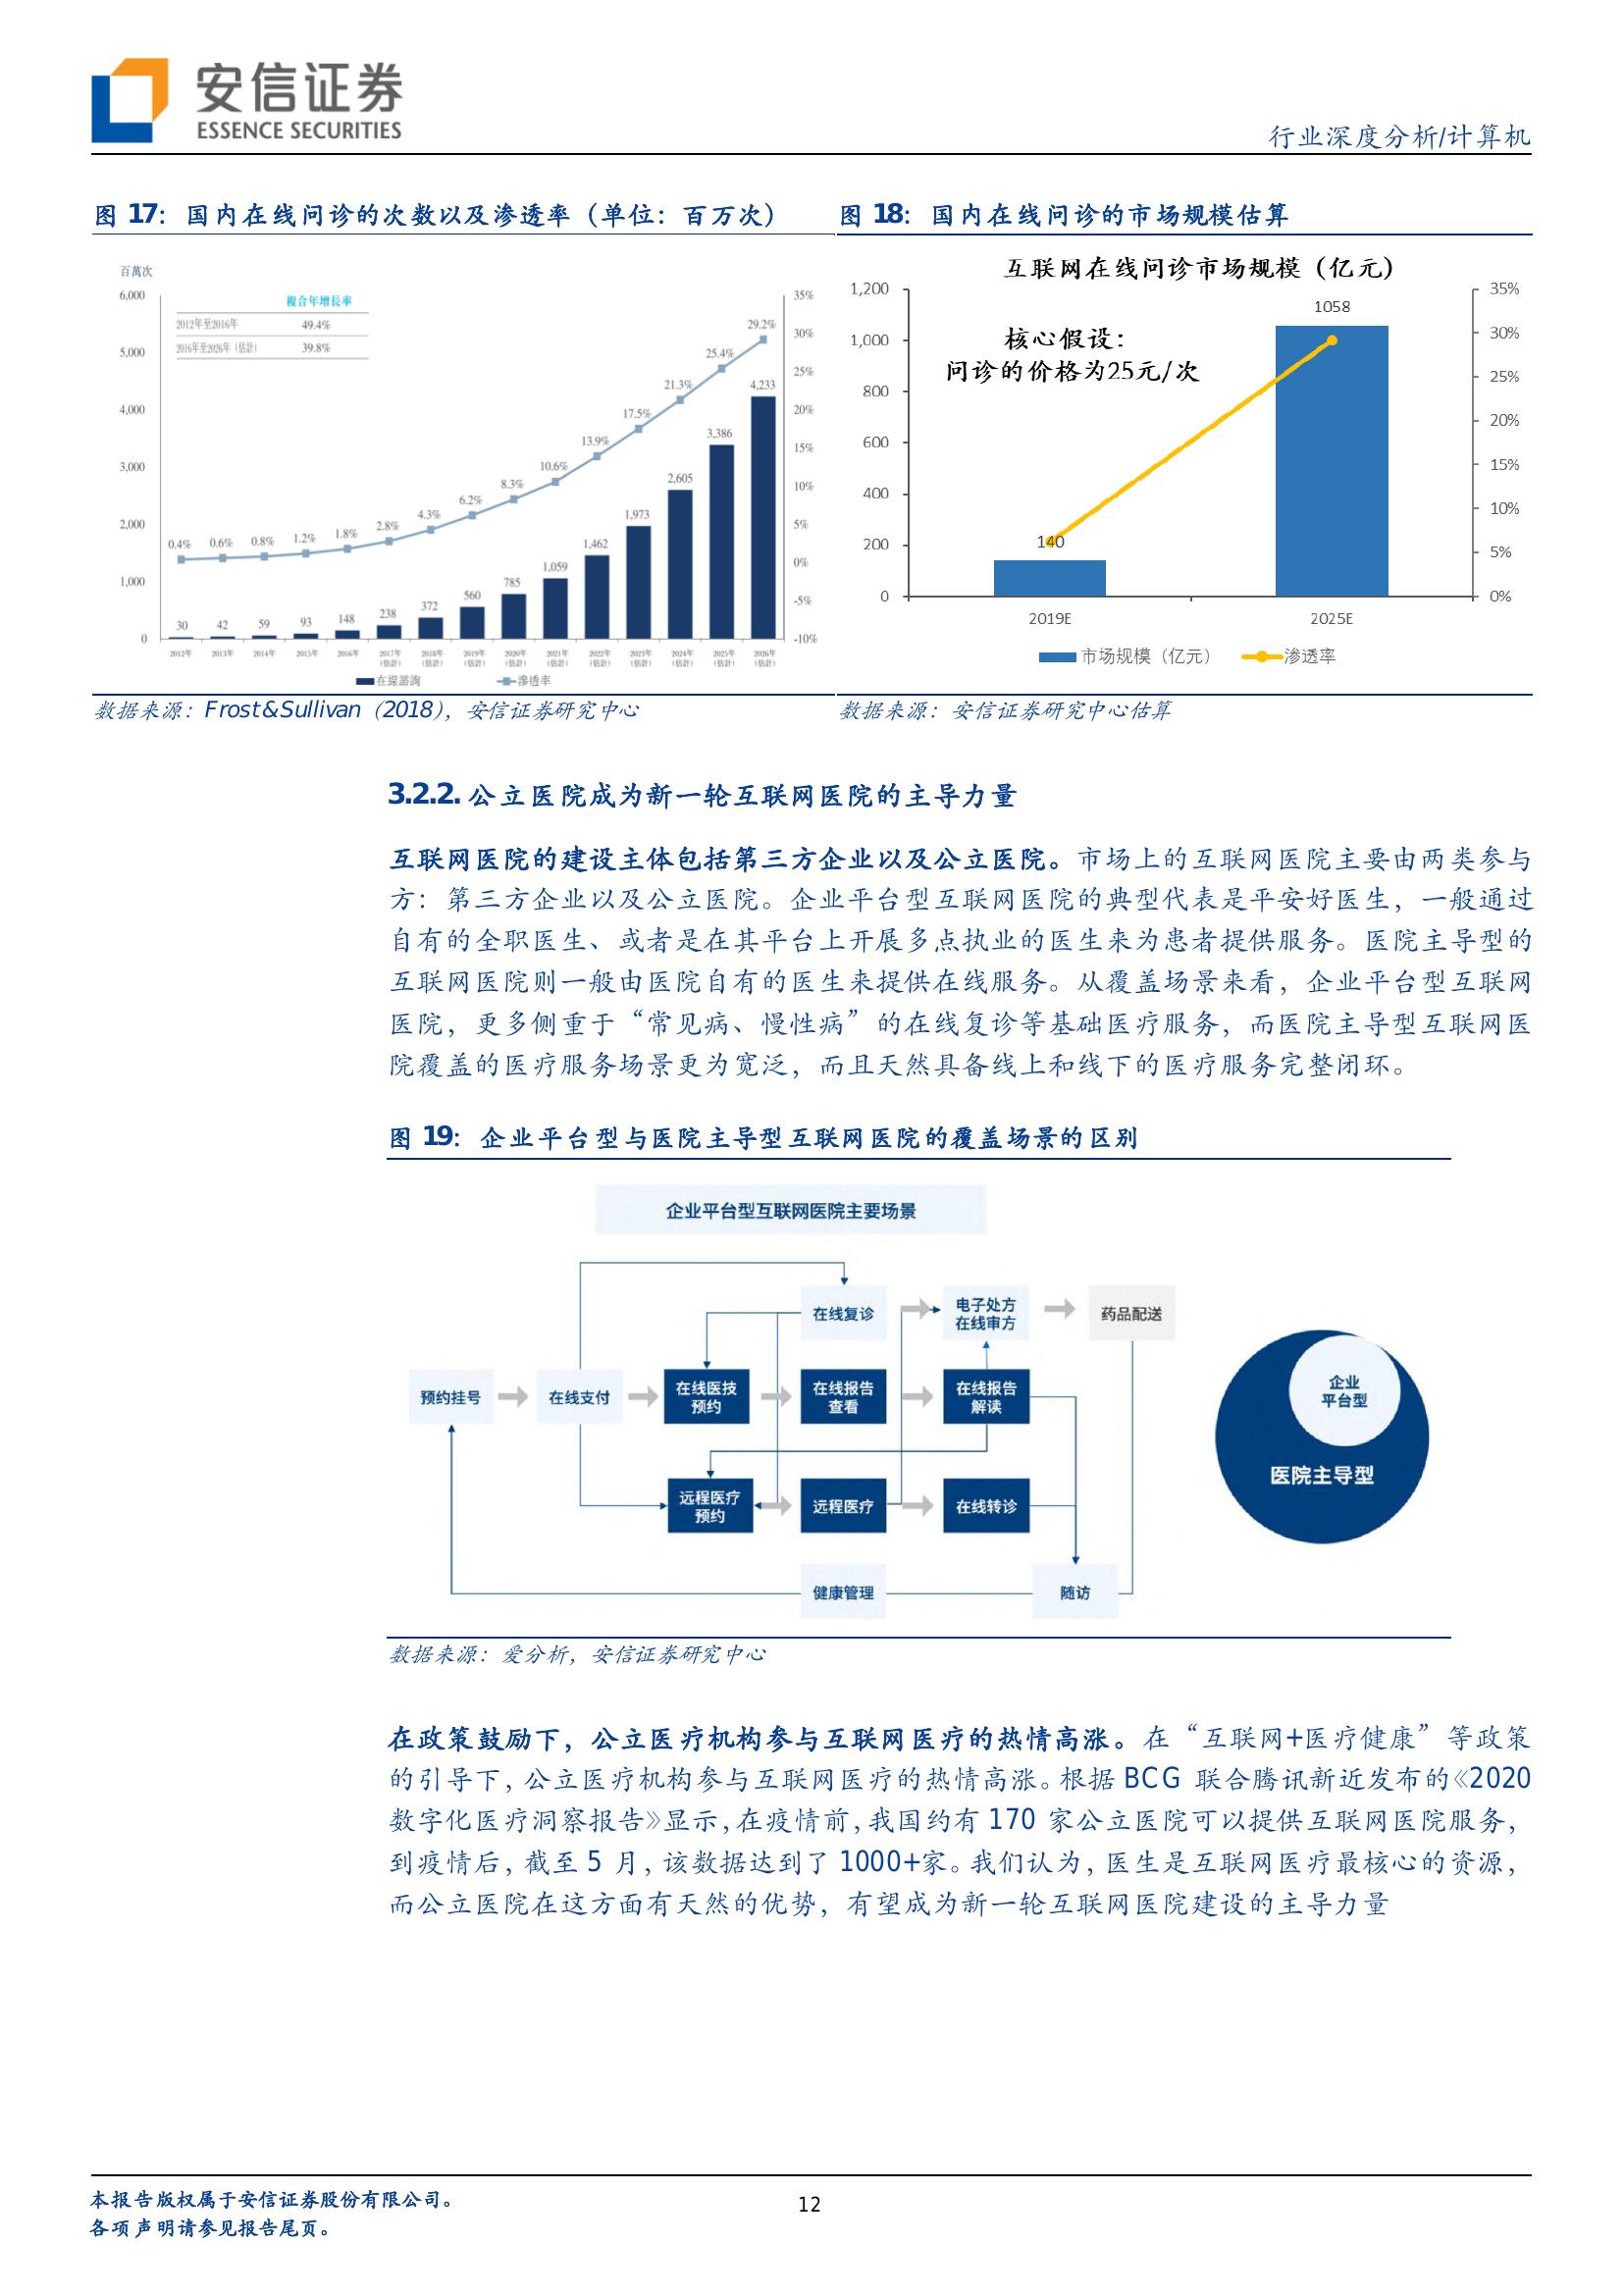 安信证券
ESSENCE SECURITIES
行业深度分析/计算机
图 17：国内在线问诊的次数以及渗透率（单位：百万次）
百萬次
6,000
5,000
4,000
3,000
2,000
1,000
0
複合年增長率
2012年至2016年 49.4%
2016年至2026年（估計） 39.8%
35%
30%
25%
20%
15%
10%
5%
0%
-5%
-10%
0.4% 0.6% 0.8% 1.2% 1.8% 2.8% 4.3% 6.2% 8.3% 10.6% 13.9% 17.5% 21.3% 25.4% 29.2%
30 42 59 93 148 238 372 560 785 1,059 1,462 1,973 2,605 3,386 4,233
2012年 2013年 2014年 2015年 2016年 2017年（估計） 2018年（估計） 2019年（估計） 2020年（估計） 2021年（估計） 2022年（估計） 2023年（估計） 2024年（估計） 2025年（估計） 2026年（估計）
在線諮詢 滲透率
数据来源：Frost&Sullivan（2018），安信证券研究中心
图 18：国内在线问诊的市场规模估算
互联网在线问诊市场规模（亿元）
核心假设：
问诊的价格为25元/次
1,200
1,000
800
600
400
200
0
35%
30%
25%
20%
15%
10%
5%
0%
140
1058
2019E 2025E
市场规模（亿元） 渗透率
数据来源：安信证券研究中心估算
3.2.2. 公立医院成为新一轮互联网医院的主导力量
互联网医院的建设主体包括第三方企业以及公立医院。市场上的互联网医院主要由两类参与
方：第三方企业以及公立医院。企业平台型互联网医院的典型代表是平安好医生，一般通过
自有的全职医生、或者是在其平台上开展多点执业的医生来为患者提供服务。医院主导型的
互联网医院则一般由医院自有的医生来提供在线服务。从覆盖场景来看，企业平台型互联网
医院，更多侧重于“常见病、慢性病”的在线复诊等基础医疗服务，而医院主导型互联网医
院覆盖的医疗服务场景更为宽泛，而且天然具备线上和线下的医疗服务完整闭环。
图 19：企业平台型与医院主导型互联网医院的覆盖场景的区别
企业平台型互联网医院主要场景
在线复诊
电子处方
在线审方
药品配送
预约挂号
在线支付
在线医技
预约
在线报告
查看
在线报告
解读
远程医疗
预约
远程医疗
在线转诊
健康管理
随访
企业
平台型
医院主导型
数据来源：爱分析，安信证券研究中心
在政策鼓励下，公立医疗机构参与互联网医疗的热情高涨。在“互联网+医疗健康”等政策
的引导下，公立医疗机构参与互联网医疗的热情高涨。根据 BCG 联合腾讯新近发布的《2020
数字化医疗洞察报告》显示，在疫情前，我国约有 170 家公立医院可以提供互联网医院服务，
到疫情后，截至 5 月，该数据达到了 1000+家。我们认为，医生是互联网医疗最核心的资源，
而公立医院在这方面有天然的优势，有望成为新一轮互联网医院建设的主导力量
本报告版权属于安信证券股份有限公司。
各项声明请参见报告尾页。
12